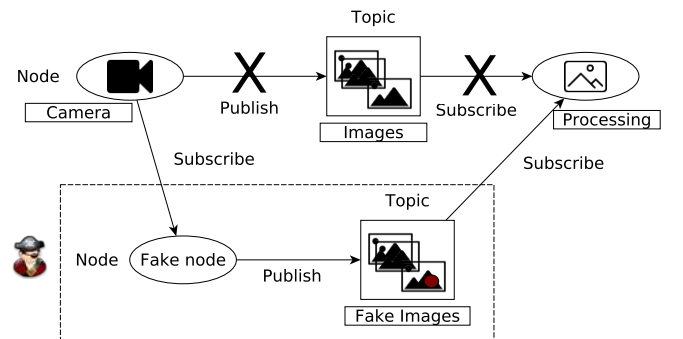 Topic
Node
Camera
Publish
Images
Subscribe
Processing
Subscribe
Subscribe
Topic
Node
Fake node
Publish
Fake Images